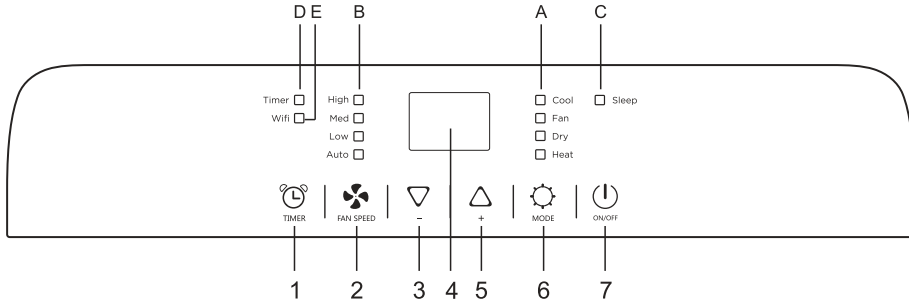 D E B A C
Timer High Cool Sleep
Wifi Med Fan
Low Dry
Auto Heat
TIMER FAN SPEED − + MODE ON/OFF
1 2 3 4 5 6 7